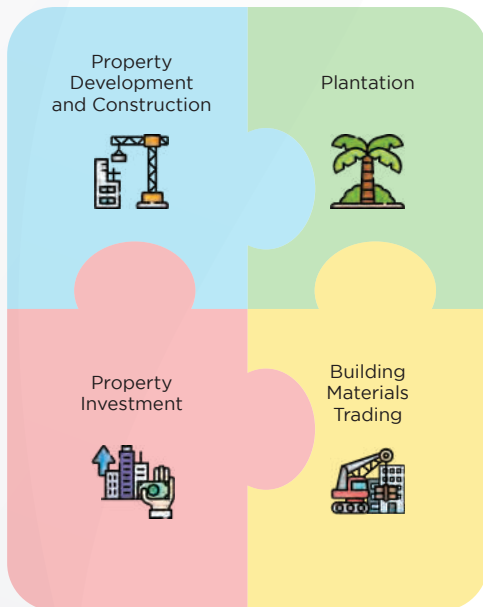 Property
Development
and Construction
Plantation
Property
Investment
Building
Materials
Trading